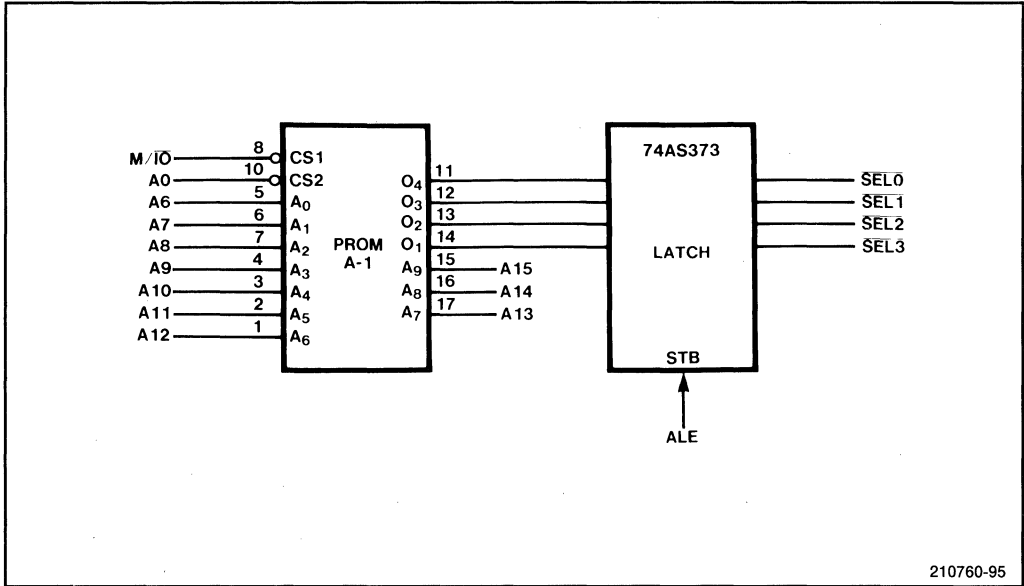 M/IO 8 CS1
A0 10 CS2
A6 5 A0
A7 6 A1
A8 7 A2
A9 4 A3
A10 3 A4
A11 2 A5
A12 1 A6
PROM
A-1
O4 11
O3 12
O2 13
O1 14
A9 15 A15
A8 16 A14
A7 17 A13
74AS373
LATCH
STB
ALE
SEL0
SEL1
SEL2
SEL3
210760-95